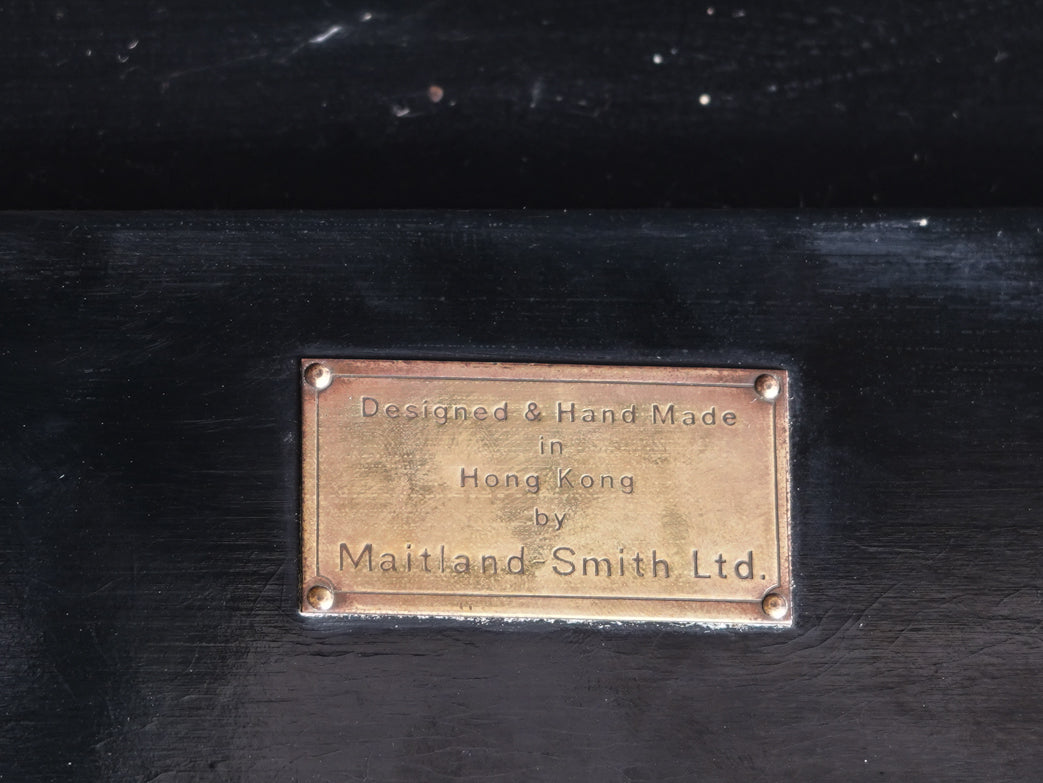 Designed & Hand Made
in
Hong Kong
by
Maitland-Smith Ltd.